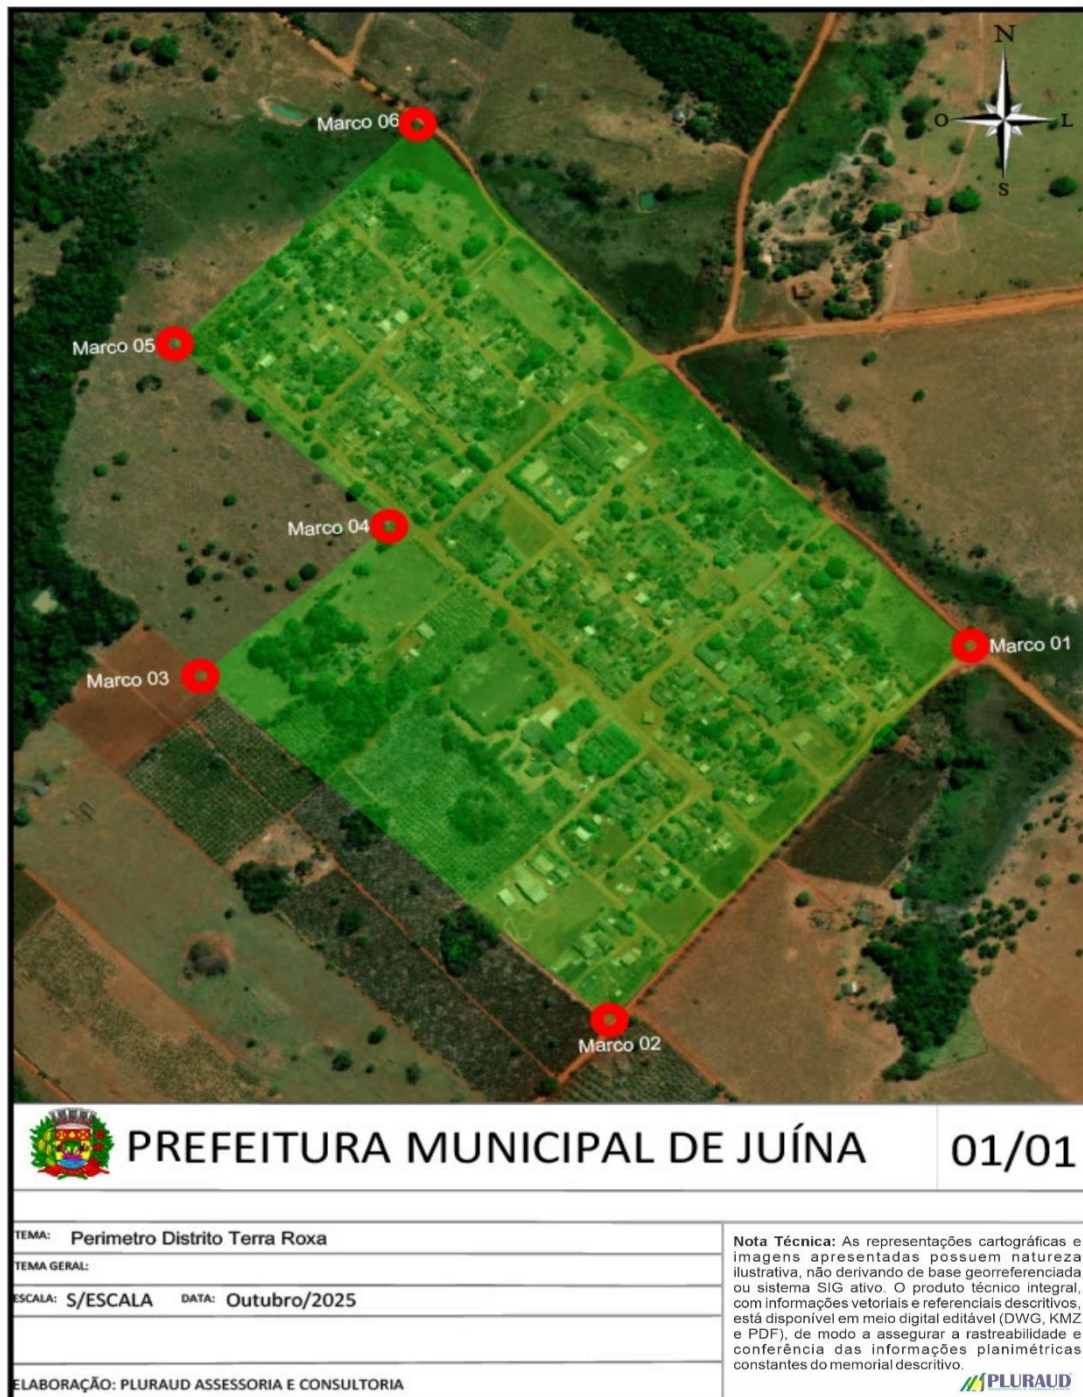 N
O
L
S
Marco 06
Marco 05
Marco 04
Marco 01
Marco 03
Marco 02
PREFEITURA MUNICIPAL DE JUÍNA
01/01
TEMA: Perimetro Distrito Terra Roxa
TEMA GERAL:
ESCALA: S/ESCALA DATA: Outubro/2025
ELABORAÇÃO: PLURAUD ASSESSORIA E CONSULTORIA
Nota Técnica: As representações cartográficas e
imagens apresentadas possuem natureza
ilustrativa, não derivando de base georreferenciada
ou sistema SIG ativo. O produto técnico integral,
com informações vetoriais e referenciais descritivos,
está disponível em meio digital editável (DWG, KMZ
e PDF), de modo a assegurar a rastreabilidade e
conferência das informações planimétricas
constantes do memorial descritivo.
PLURAUD